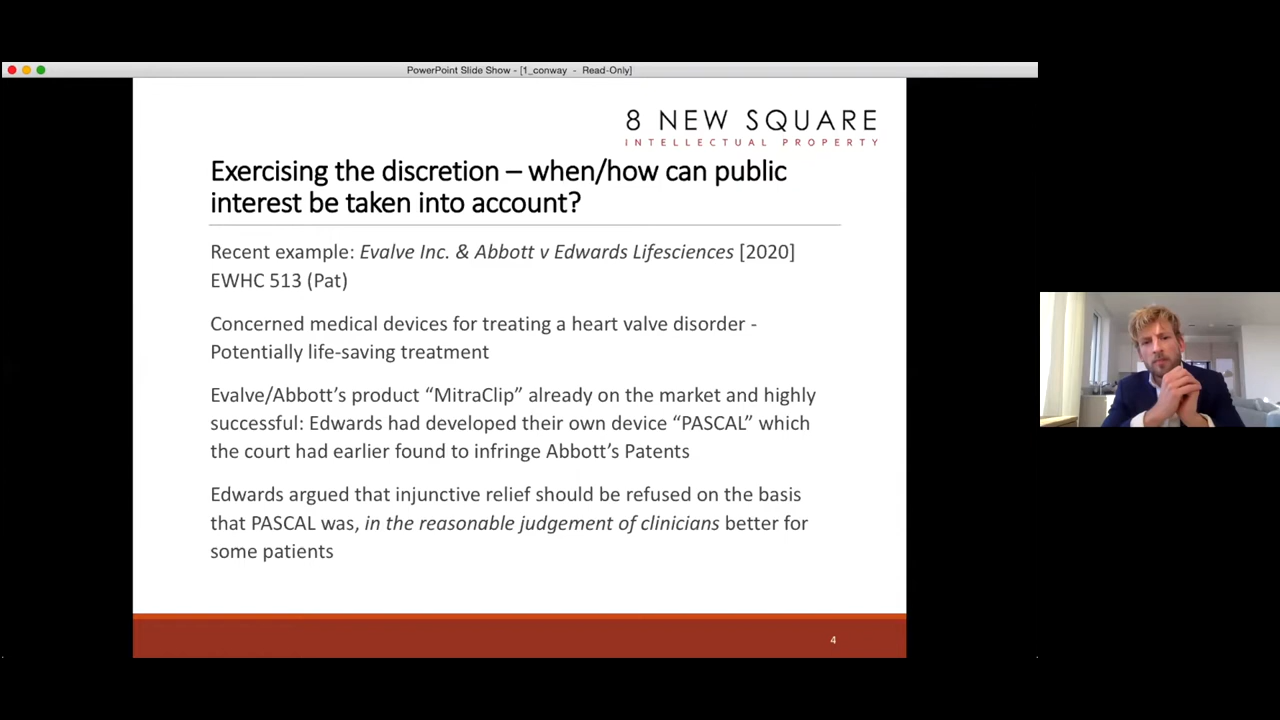 PowerPoint Slide Show - [1_conway - Read-Only]
8 NEW SQUARE
INTELLECTUAL PROPERTY
Exercising the discretion – when/how can public
interest be taken into account?
Recent example: Evalve Inc. & Abbott v Edwards Lifesciences [2020]
EWHC 513 (Pat)
Concerned medical devices for treating a heart valve disorder -
Potentially life-saving treatment
Evalve/Abbott’s product “MitraClip” already on the market and highly
successful: Edwards had developed their own device “PASCAL” which
the court had earlier found to infringe Abbott’s Patents
Edwards argued that injunctive relief should be refused on the basis
that PASCAL was, in the reasonable judgement of clinicians better for
some patients
4